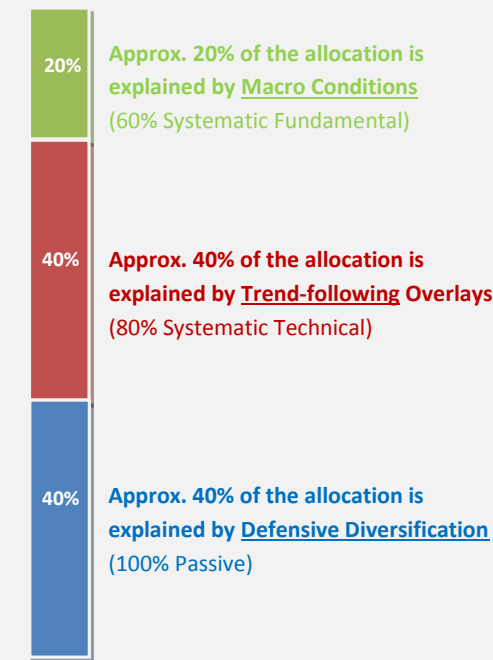 20%
Approx. 20% of the allocation is
explained by Macro Conditions
(60% Systematic Fundamental)
40%
Approx. 40% of the allocation is
explained by Trend-following Overlays
(80% Systematic Technical)
40%
Approx. 40% of the allocation is
explained by Defensive Diversification
(100% Passive)